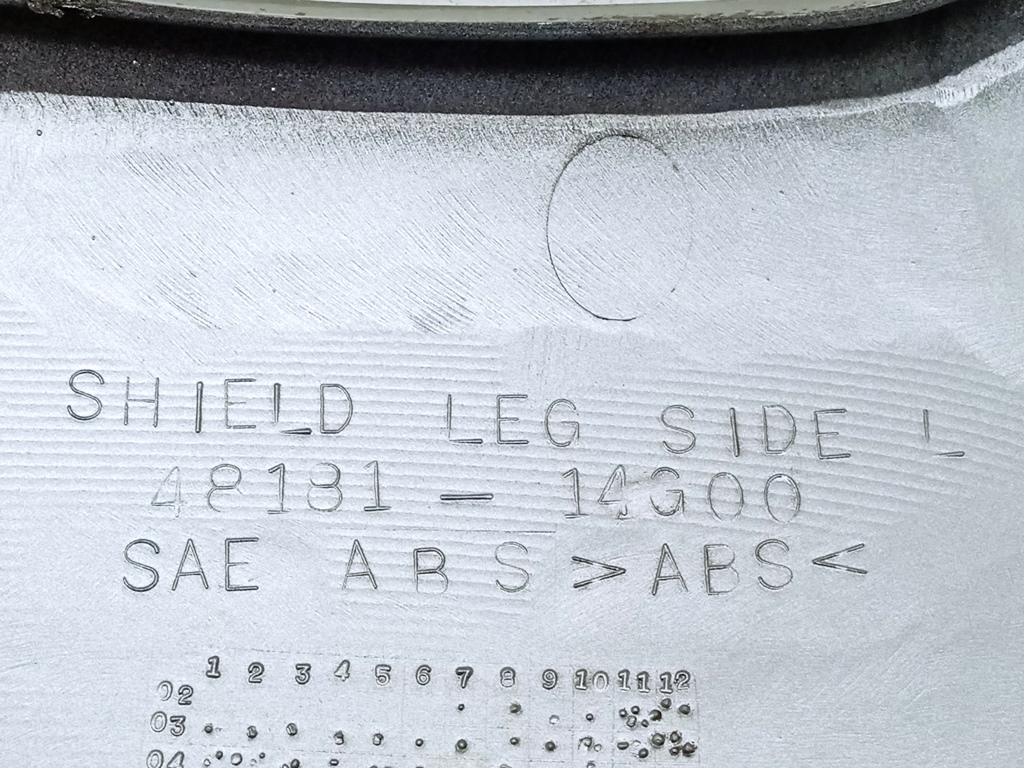 SHIELD LEG SIDE L
48181 — 14G00
SAE ABS >ABS<
1 2 3 4 5 6 7 8 9 10 11 12
02
03
04